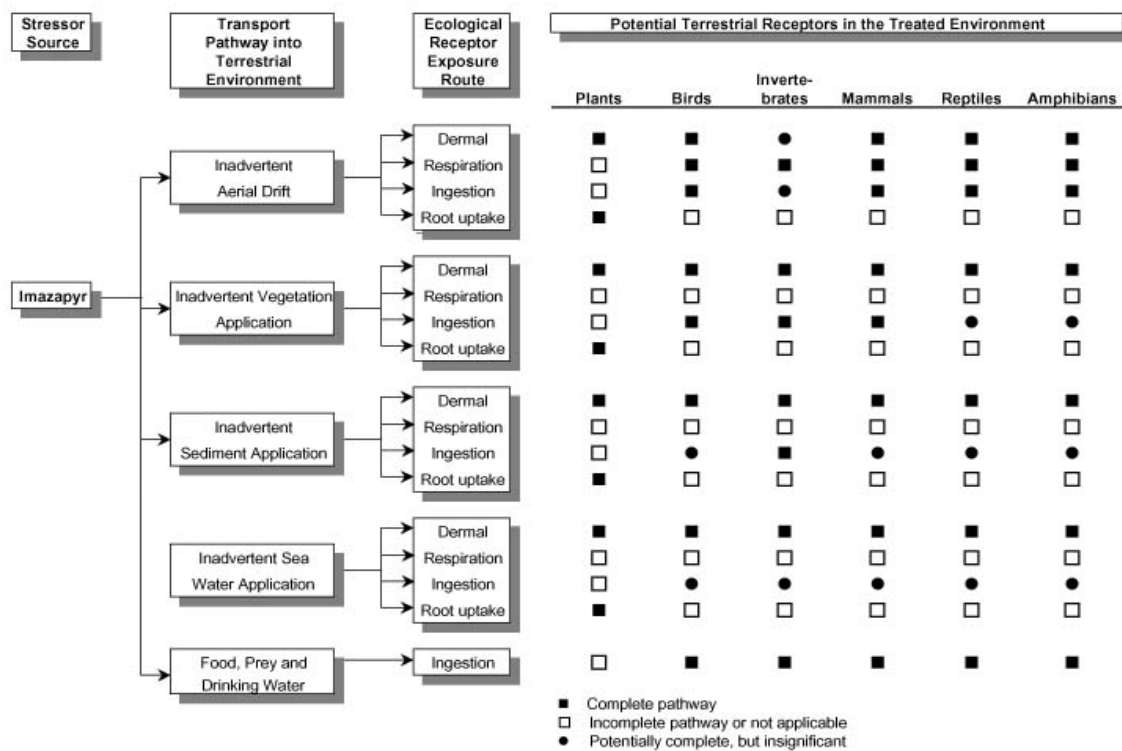 Stressor
Source
Transport
Pathway into
Terrestrial
Environment
Ecological
Receptor
Exposure
Route
Potential Terrestrial Receptors in the Treated Environment
Plants
Birds
Inverte-
brates
Mammals
Reptiles
Amphibians
Imazapyr
Inadvertent
Aerial Drift
Dermal
Respiration
Ingestion
Root uptake
Inadvertent Vegetation
Application
Dermal
Respiration
Ingestion
Root uptake
Inadvertent
Sediment Application
Dermal
Respiration
Ingestion
Root uptake
Inadvertent Sea
Water Application
Dermal
Respiration
Ingestion
Root uptake
Food, Prey and
Drinking Water
Ingestion
Complete pathway
Incomplete pathway or not applicable
Potentially complete, but insignificant